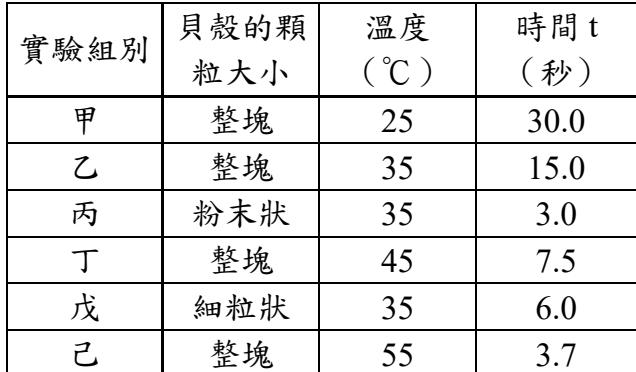 實驗組別 貝殼的顆粒大小 溫度(℃) 時間 t(秒)
甲 整塊 25 30.0
乙 整塊 35 15.0
丙 粉末狀 35 3.0
丁 整塊 45 7.5
戊 細粒狀 35 6.0
己 整塊 55 3.7